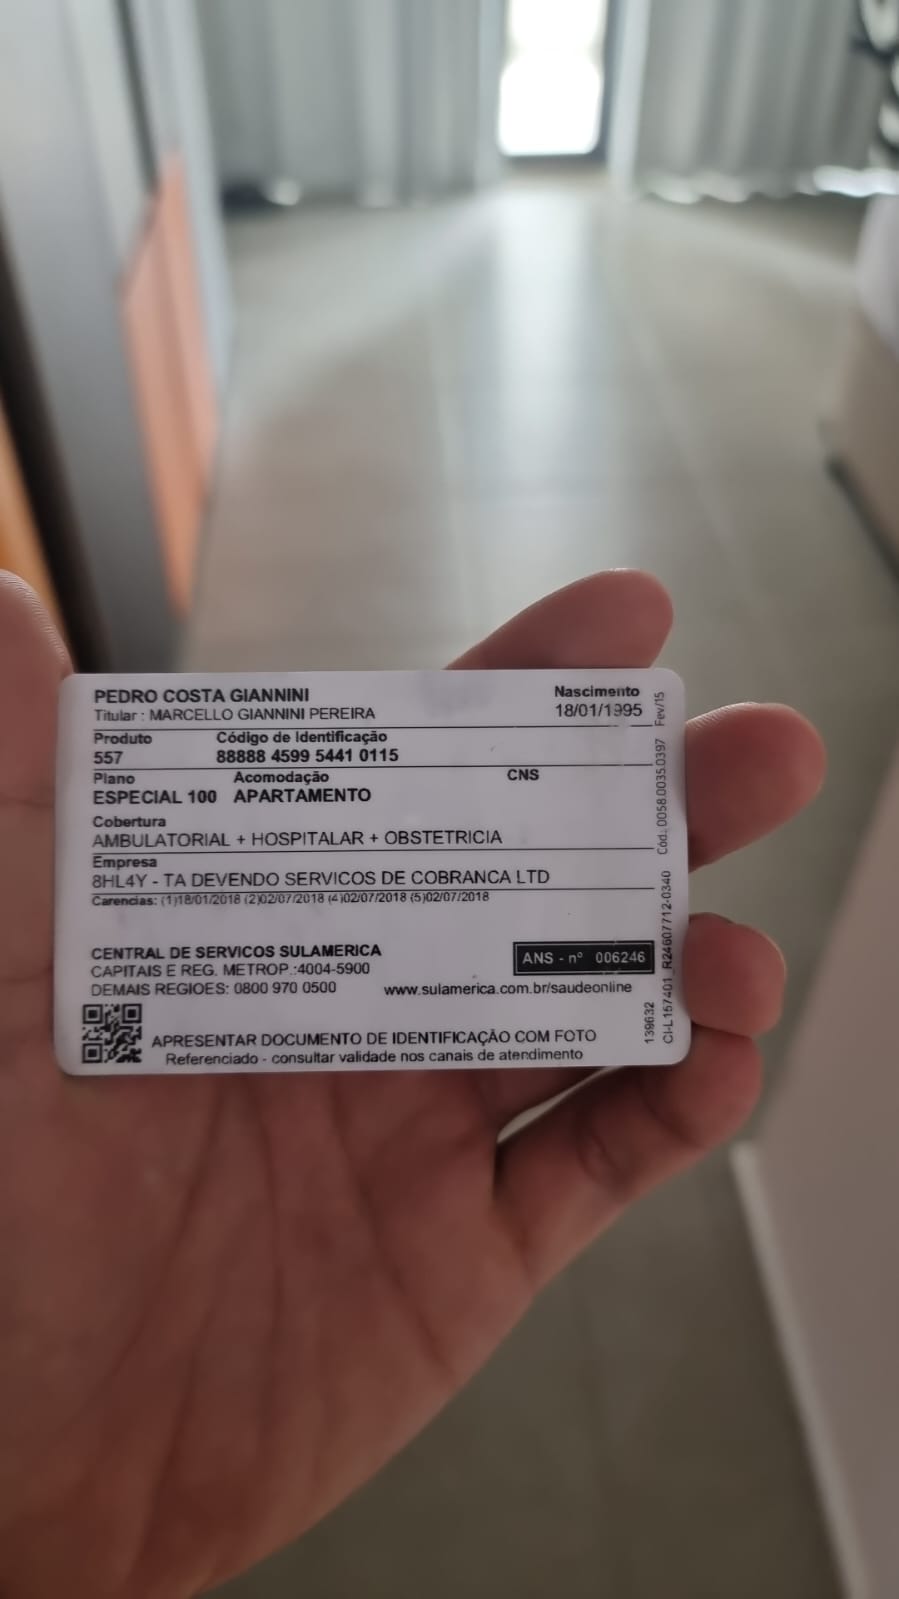 PEDRO COSTA GIANNINI
Titular : MARCELLO GIANNINI PEREIRA
Nascimento
18/01/1995
Produto Código de Identificação
557 88888 4599 5441 0115
Plano Acomodação CNS
ESPECIAL 100 APARTAMENTO
Cobertura
AMBULATORIAL + HOSPITALAR + OBSTETRICIA
Empresa
8HL4Y - TA DEVENDO SERVICOS DE COBRANCA LTD
Carencias: (1)18/01/2018 (2)02/07/2018 (4)02/07/2018 (5)02/07/2018
CENTRAL DE SERVICOS SULAMERICA
CAPITAIS E REG. METROP.:4004-5900
DEMAIS REGIOES: 0800 970 0500
ANS - nº 006246
www.sulamerica.com.br/saudeonline
APRESENTAR DOCUMENTO DE IDENTIFICAÇÃO COM FOTO
Referenciado - consultar validade nos canais de atendimento
Cód.: 0058.0035.0397 Fev/15
139632
CI-L 157401_R24607712-0340